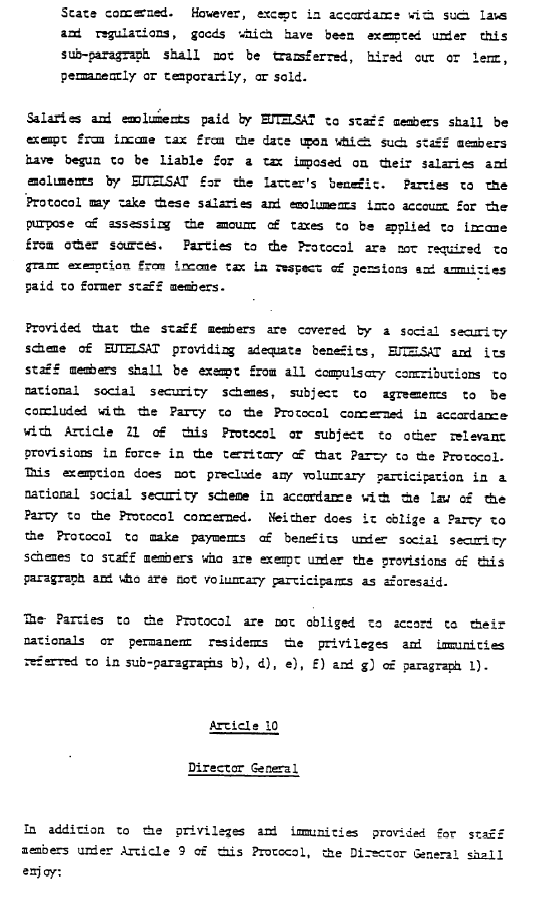 State concerned. However, except in accordance with such laws
and regulations, goods which have been exempted under this
sub-paragraph shall not be transferred, hired out or lent,
permanently or temporarily, or sold.
Salaries and emoluments paid by EUTELSAT to staff members shall be
exempt from income tax from the date upon which such staff members
have begun to be liable for a tax imposed on their salaries and
emoluments by EUTELSAT for the latter's benefit. Parties to the
Protocol may take these salaries and emoluments into account for the
purpose of assessing the amount of taxes to be applied to income
from other sources. Parties to the Protocol are not required to
grant exemption from income tax in respect of pensions and annuities
paid to former staff members.
Provided that the staff members are covered by a social security
scheme of EUTELSAT providing adequate benefits, EUTELSAT and its
staff members shall be exempt from all compulsory contributions to
national social security schemes, subject to agreements to be
concluded with the Party to the Protocol concerned in accordance
with Article 21 of this Protocol or subject to other relevant
provisions in force in the territory of that Party to the Protocol.
This exemption does not preclude any voluntary participation in a
national social security scheme in accordance with the law of the
Party to the Protocol concerned. Neither does it oblige a Party to
the Protocol to make payments of benefits under social security
schemes to staff members who are exempt under the provisions of this
paragraph and who are not voluntary participants as aforesaid.
The Parties to the Protocol are not obliged to accord to their
nationals or permanent residents the privileges and immunities
referred to in sub-paragraphs b), d), e), f) and g) of paragraph 1).
Article 10
Director General
In addition to the privileges and immunities provided for staff
members under Article 9 of this Protocol, the Director General shall
enjoy: